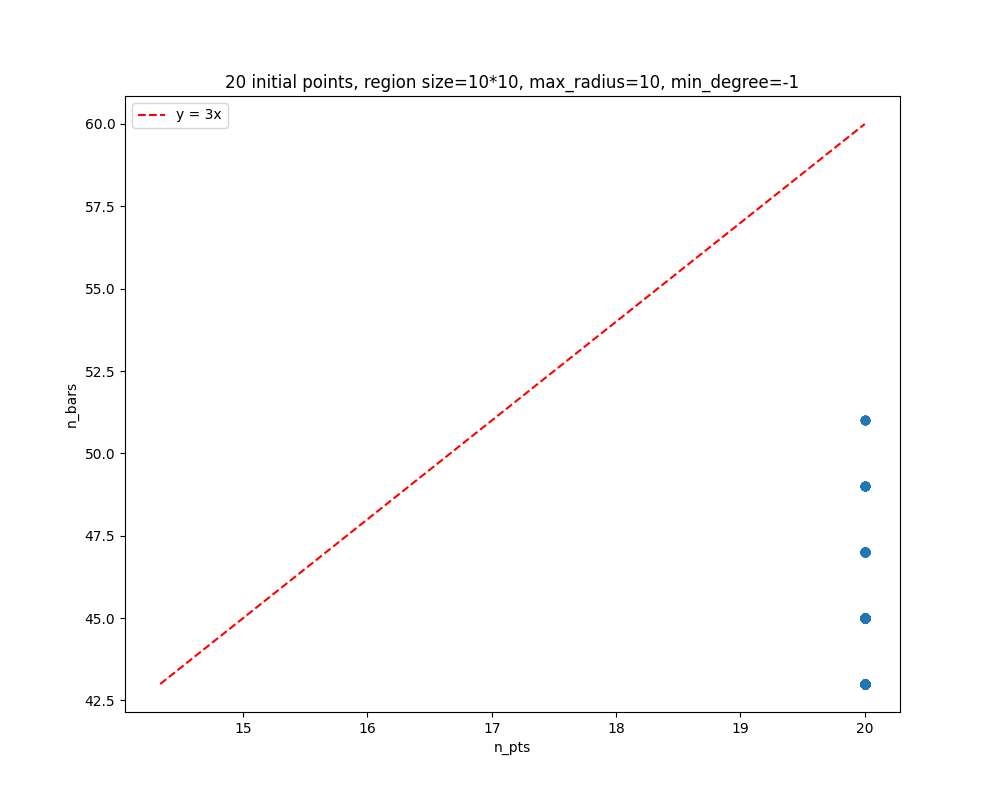 20 initial points, region size=10*10, max_radius=10, min_degree=-1
y = 3x
60.0
57.5
55.0
52.5
50.0
47.5
45.0
42.5
n_bars
15 16 17 18 19 20
n_pts